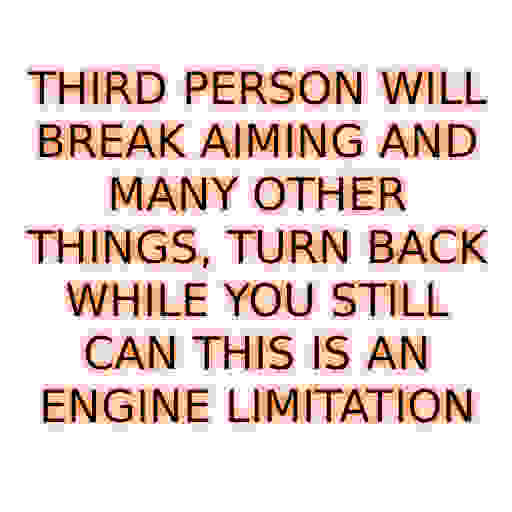 THIRD PERSON WILL
BREAK AIMING AND
MANY OTHER
THINGS, TURN BACK
WHILE YOU STILL
CAN THIS IS AN
ENGINE LIMITATION